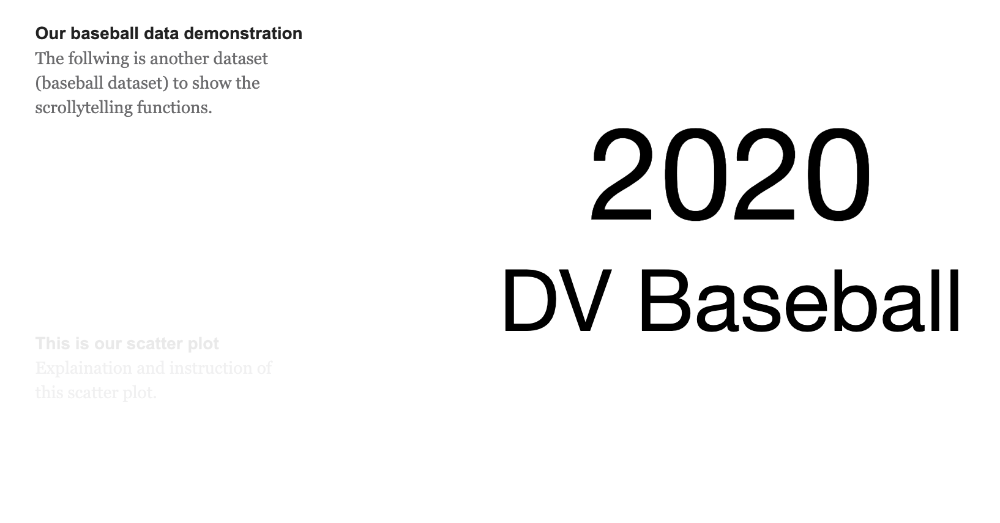 Our baseball data demonstration
The follwing is another dataset
(baseball dataset) to show the
scrollytelling functions.
2020
DV Baseball
This is our scatter plot
Explaination and instruction of
this scatter plot.